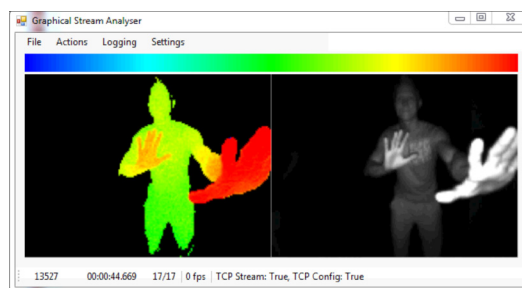 Graphical Stream Analyser
File Actions Logging Settings
13527 00:00:44.669 17/17 0 fps TCP Stream: True, TCP Config: True